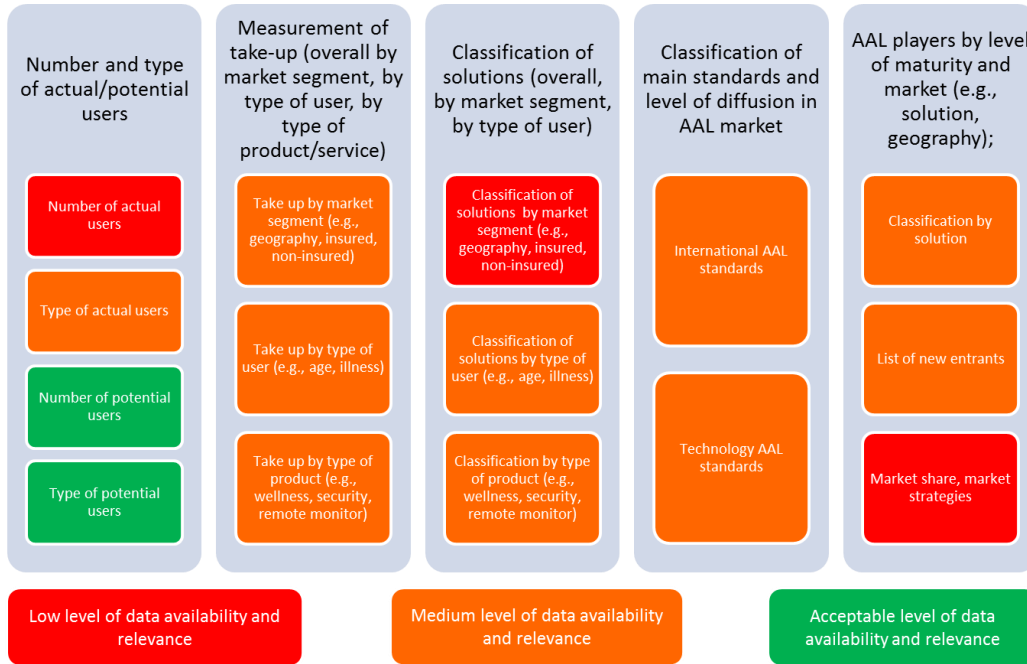 Number and type
of actual/potential
users
Number of actual
users
Type of actual users
Number of potential
users
Type of potential
users
Measurement of
take-up (overall by
market segment, by
type of user, by
type of
product/service)
Take up by market
segment (e.g.,
geography, insured,
non-insured)
Take up by type of
user (e.g., age, illness)
Take up by type of
product (e.g.,
wellness, security,
remote monitor)
Classification of
solutions (overall,
by market segment,
by type of user)
Classification of
solutions by market
segment (e.g.,
geography, insured,
non-insured)
Classification of
solutions by type of
user (e.g., age, illness)
Classification by type
of product (e.g.,
wellness, security,
remote monitor)
Classification of
main standards and
level of diffusion in
AAL market
International AAL
standards
Technology AAL
standards
AAL players by level
of maturity and
market (e.g.,
solution,
geography);
Classification by
solution
List of new entrants
Market share, market
strategies
Low level of data availability and
relevance
Medium level of data availability
and relevance
Acceptable level of data
availability and relevance